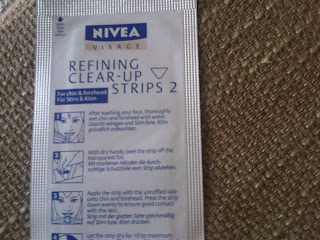 NIVEA
VISAGE
REFINING
CLEAR-UP
STRIPS 2
For chin & forehead
Für Stirn & Kinn
1
After washing your face, thoroughly
wet chin and forehead with water.
Gesicht reinigen und Stirn bzw. Kinn
gründlich anfeuchten.
2
With dry hands, peel the strip off the
transparent foil.
Mit trockenen Händen die durch-
sichtige Schutzfolie vom Strip abziehen.
3
Apply the strip with the unruffled side
onto chin and forehead. Press the strip
down evenly to ensure good contact
with the skin.
Strip mit der glatten Seite gleichmäßig
auf Stirn bzw. Kinn drücken.
Let the strip dry for 10 to maximum